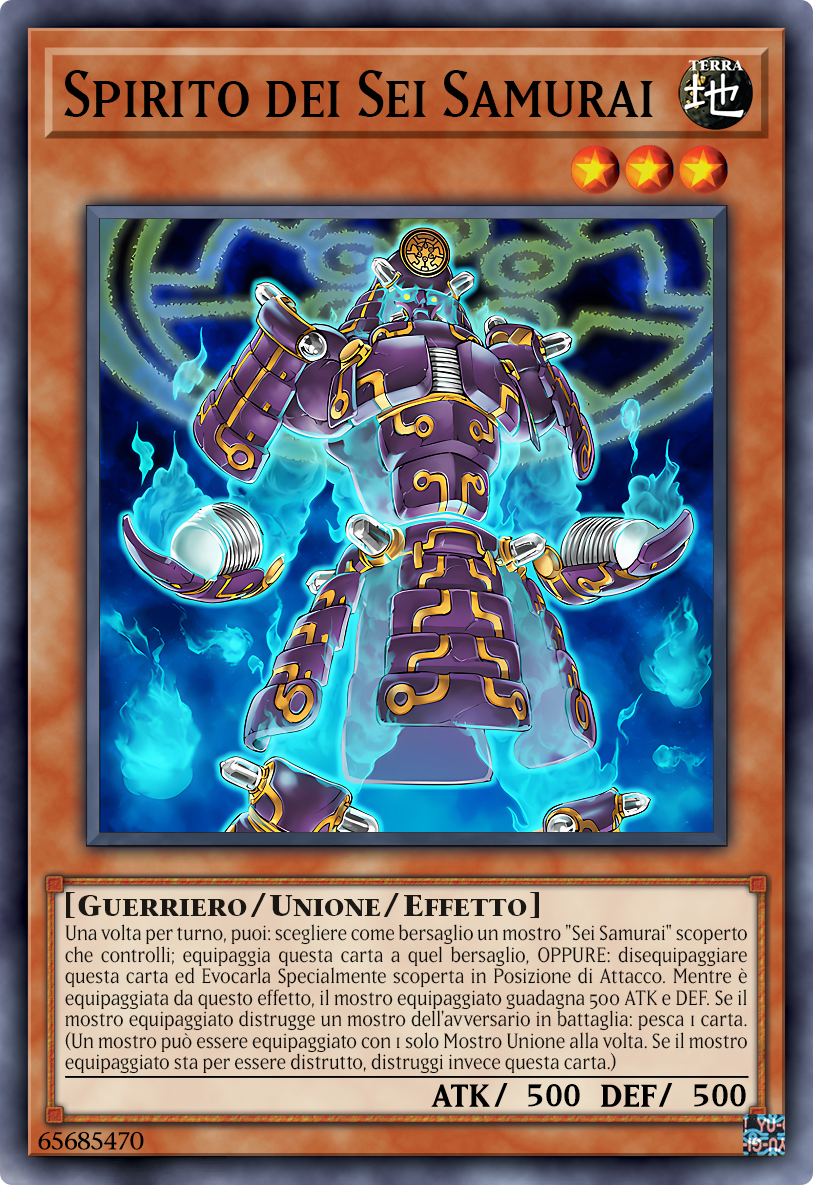 Spirito dei Sei Samurai
TERRA
地
[Guerriero/Unione/Effetto]
Una volta per turno, puoi: scegliere come bersaglio un mostro "Sei Samurai" scoperto
che controlli; equipaggia questa carta a quel bersaglio, OPPURE: disequipaggiare
questa carta ed Evocarla Specialmente scoperta in Posizione di Attacco. Mentre è
equipaggiata da questo effetto, il mostro equipaggiato guadagna 500 ATK e DEF. Se il
mostro equipaggiato distrugge un mostro dell'avversario in battaglia: pesca 1 carta.
(Un mostro può essere equipaggiato con 1 solo Mostro Unione alla volta. Se il mostro
equipaggiato sta per essere distrutto, distruggi invece questa carta.)
ATK/ 500 DEF/ 500
65685470